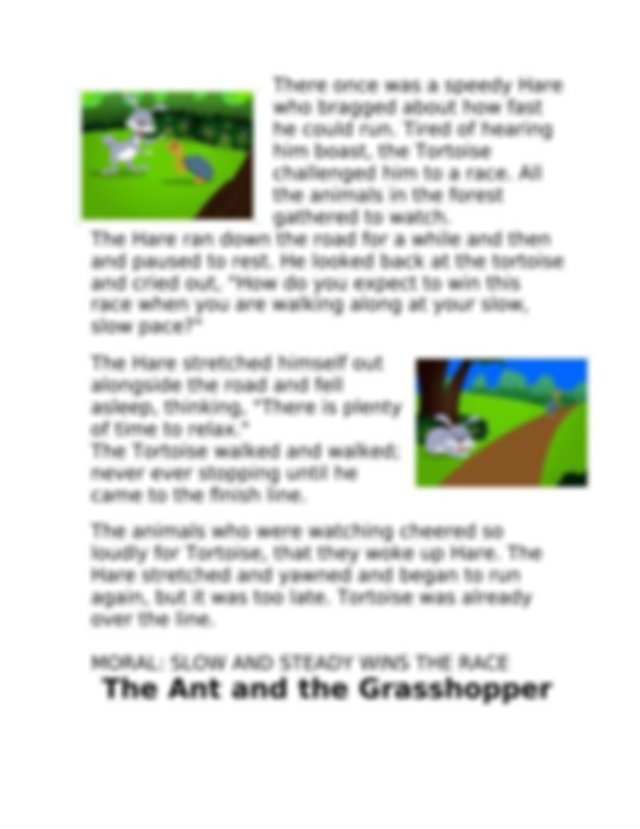 There once was a speedy Hare
who bragged about how fast
he could run. Tired of hearing
him boast, the Tortoise
challenged him to a race. All
the animals in the forest
gathered to watch.
The Hare ran down the road for a while and then
and paused to rest. He looked back at the tortoise
and cried out, "How do you expect to win this
race when you are walking along at your slow,
slow pace?"
The Hare stretched himself out
alongside the road and fell
asleep, thinking, "There is plenty
of time to relax."
The Tortoise walked and walked;
never ever stopping until he
came to the finish line.
The animals who were watching cheered so
loudly for Tortoise, that they woke up Hare. The
Hare stretched and yawned and began to run
again, but it was too late. Tortoise was already
over the line.
MORAL: SLOW AND STEADY WINS THE RACE
The Ant and the Grasshopper